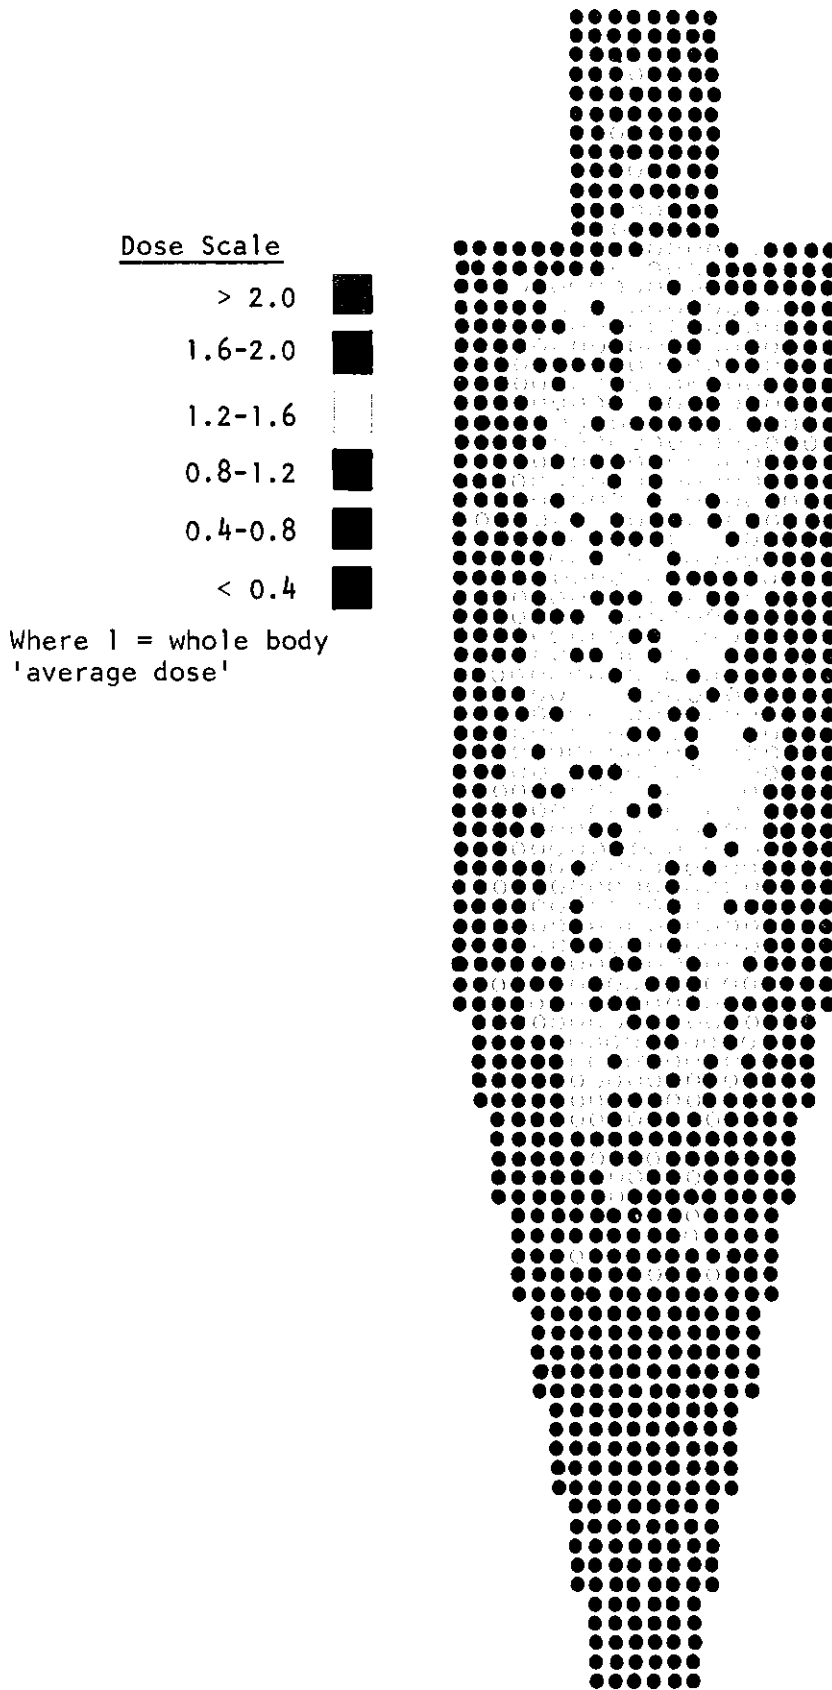 Dose Scale
> 2.0
1.6-2.0
1.2-1.6
0.8-1.2
0.4-0.8
< 0.4
Where 1 = whole body
'average dose'